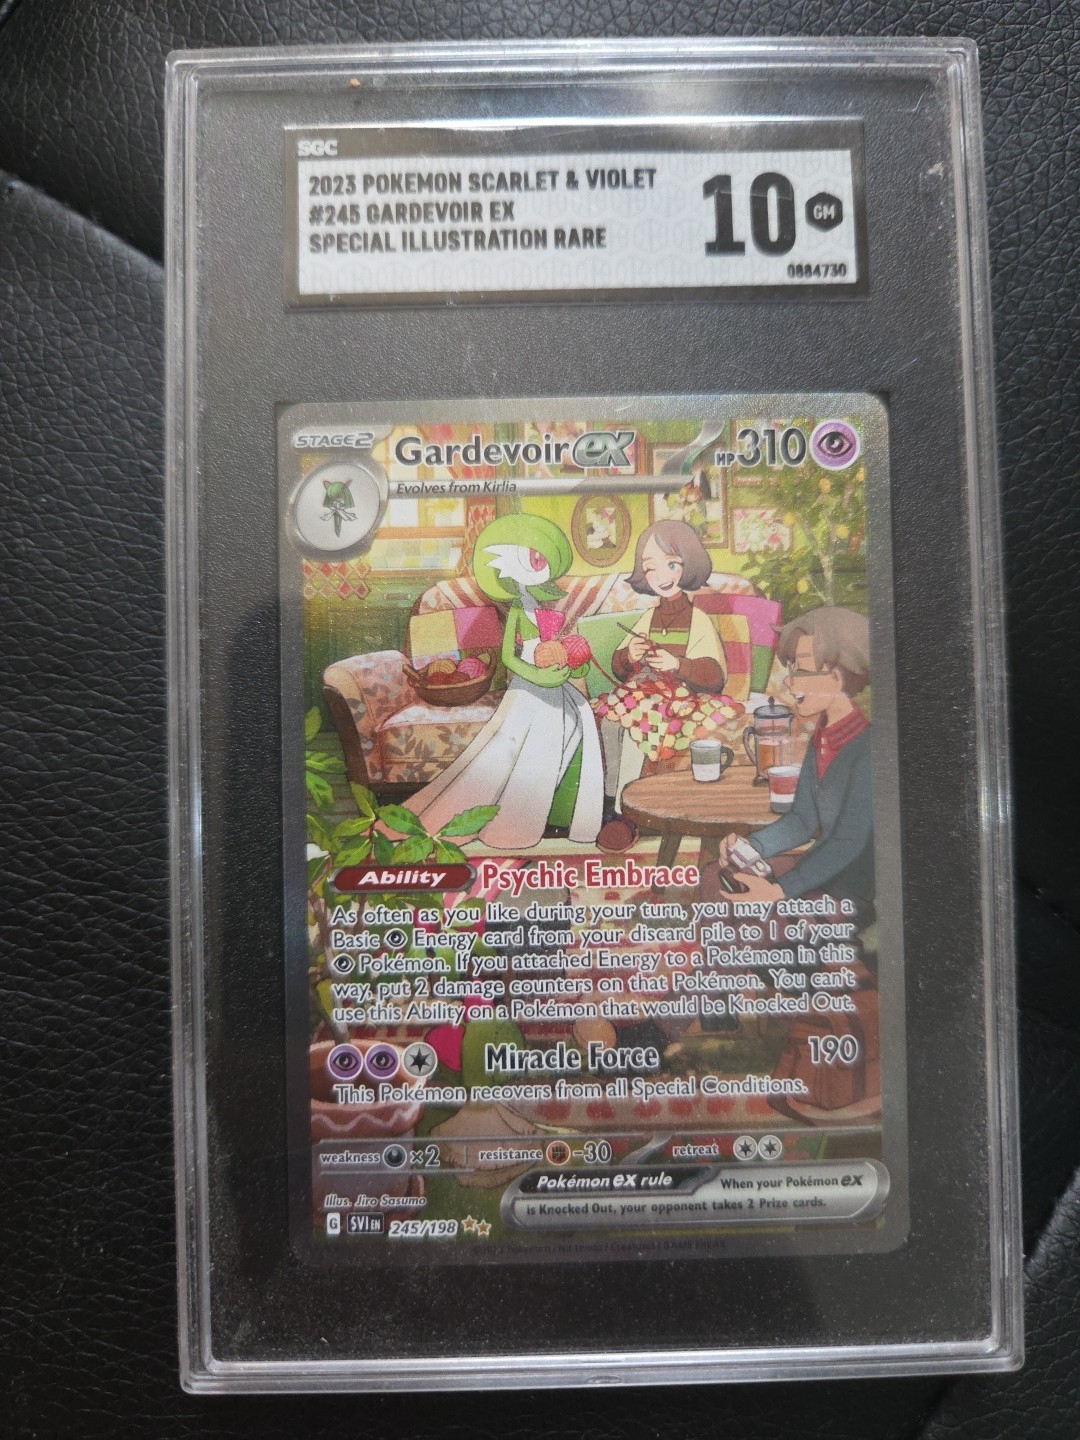 SGC
2023 POKEMON SCARLET & VIOLET
#245 GARDEVOIR EX
SPECIAL ILLUSTRATION RARE
10 GM
0884730
STAGE2 Gardevoir ex HP310
Evolves from Kirlia
Ability Psychic Embrace
As often as you like during your turn, you may attach a
Basic Energy card from your discard pile to 1 of your
Pokémon. If you attached Energy to a Pokémon in this
way, put 2 damage counters on that Pokémon. You can't
use this Ability on a Pokémon that would be Knocked Out.
Miracle Force 190
This Pokémon recovers from all Special Conditions.
weakness ×2 resistance -30 retreat
Pokémon ex rule When your Pokémon ex
is Knocked Out, your opponent takes 2 Prize cards.
Illus. Jiro Sasumo
G SVI EN 245/198